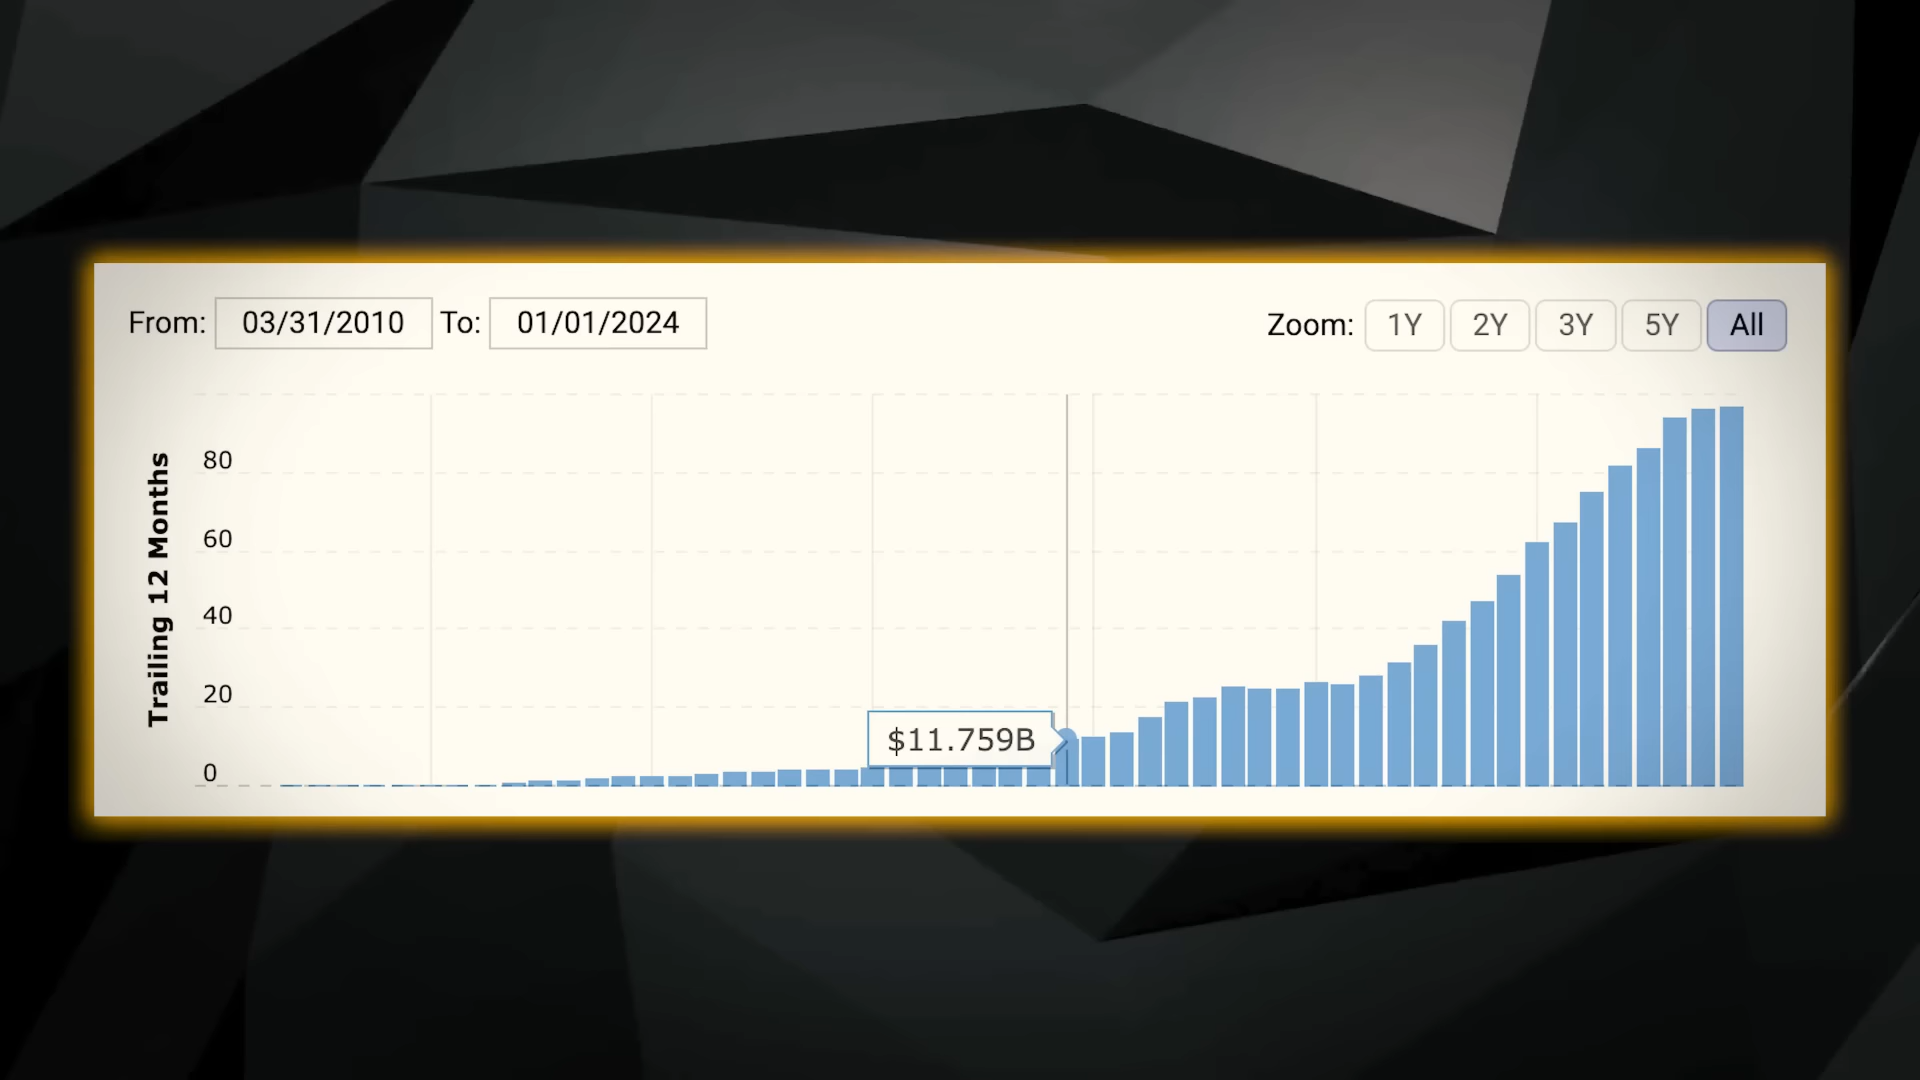 From: 03/31/2010 To: 01/01/2024
Zoom: 1Y 2Y 3Y 5Y All
Trailing 12 Months
80
60
40
20
0
$11.759B